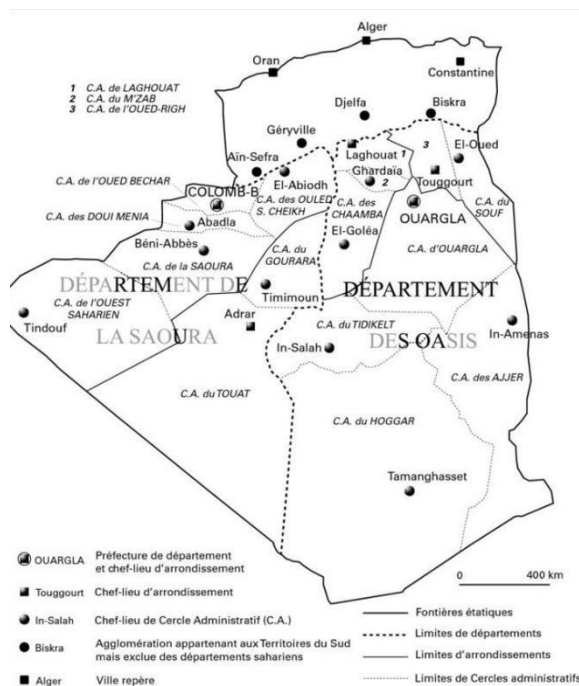 Alger
Oran
Constantine
1 C.A. de LAGHOUAT
2 C.A. du M'ZAB
3 C.A. de l'OUED-RIGH
Djelfa
Biskra
Géryville
3
El-Oued
Aïn-Sefra
Laghouat 1
Ghardaïa
2
C.A. de l'OUED BECHAR
El-Abiodh
Touggourt
COLOMB-B
C.A. des OULED
S. CHEIKH
C.A. des
CHAAMBA
OUARGLA
C.A. du
SOUF
C.A. des DOUI MENIA
Abadla
Béni-Abbès
El-Goléa
C.A. du
GOURARA
C.A. d'OUARGLA
C.A. de la SAOURA
DÉPARTEMENT DE
LA SAOURA
DÉPARTEMENT
DES OASIS
C.A. de l'OUEST
SAHARIEN
Timimoun
Tindouf
Adrar
C.A. du TIDIKELT
In-Salah
In-Amenas
C.A. des AJJER
C.A. du TOUAT
C.A. du HOGGAR
Tamanghasset
OUARGLA Préfecture de département
et chef-lieu d'arrondissement
Touggourt Chef-lieu d'arrondissement
In-Salah Chef-lieu de Cercle Administratif (C.A.)
Biskra Agglomération appartenant aux Territoires du Sud
mais exclue des départements sahariens
Alger Ville repère
0 400 km
Fontières étatiques
Limites de départements
Limites d'arrondissements
Limites de Cercles administratifs